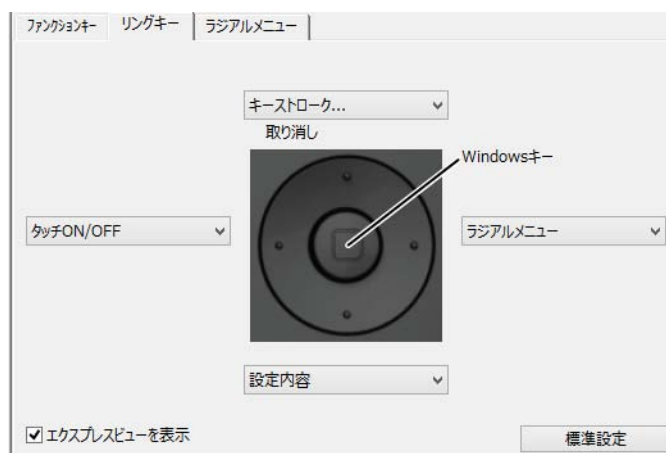 ファンクションキー リングキー ラジアルメニュー
キーストローク...
取り消し
Windowsキー
タッチON/OFF
ラジアルメニュー
設定内容
エクスプレスビューを表示
標準設定